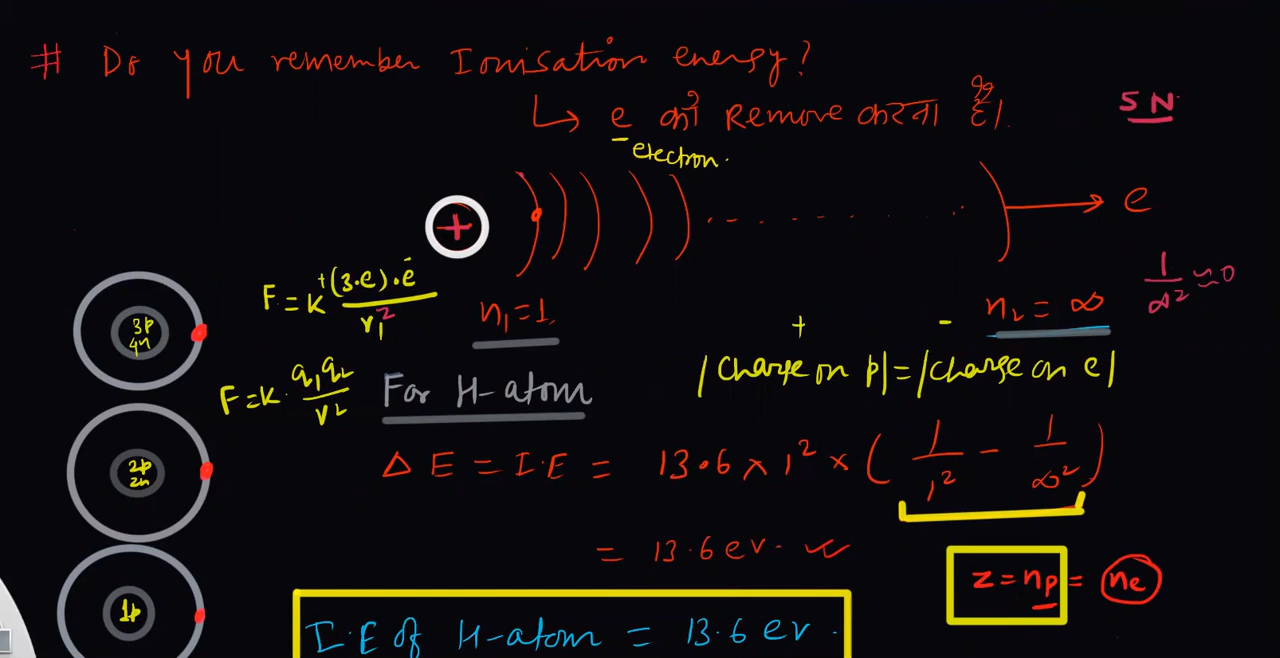 # Do you remember Ionisation energy?
↳ e को Remove करना है।
electron.
5 N
+
e
F = K +(3·e)·e⁻ / r₁²
n₁ = 1
n₂ = ∞
1/∞² ≈ 0
3p
4n
F = K · q₁q₂ / r²
For H-atom
+ −
|charge on p| = |charge on e|
2p
2n
Δ E = I.E = 13.6 × 1² × ( 1/1² − 1/∞² )
= 13.6 ev. ✓
z = np = ne
1p
I.E of H-atom = 13.6 ev.